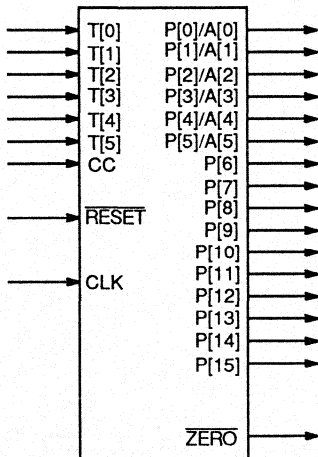 T[0] P[0]/A[0]
T[1] P[1]/A[1]
T[2] P[2]/A[2]
T[3] P[3]/A[3]
T[4] P[4]/A[4]
T[5] P[5]/A[5]
CC P[6]
P[7]
RESET P[8]
P[9]
P[10]
CLK P[11]
P[12]
P[13]
P[14]
P[15]
ZERO